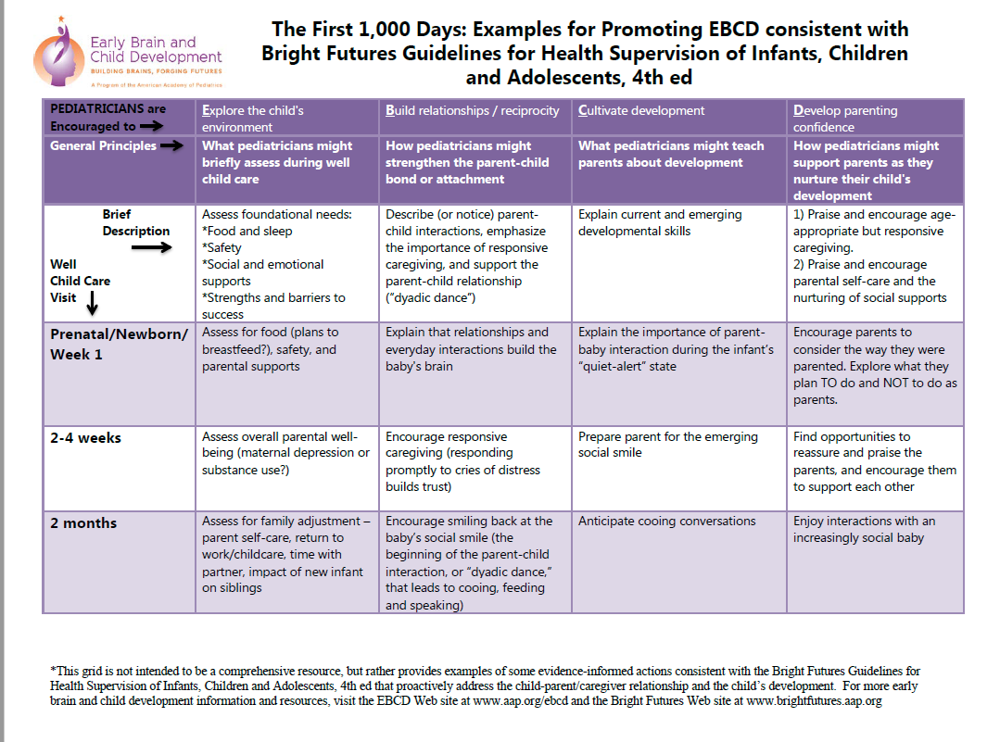 Early Brain and
Child Development
BUILDING BRAINS, FORGING FUTURES
A Program of the American Academy of Pediatrics
The First 1,000 Days: Examples for Promoting EBCD consistent with
Bright Futures Guidelines for Health Supervision of Infants, Children
and Adolescents, 4th ed
PEDIATRICIANS are
Encouraged to
Explore the child's
environment
Build relationships / reciprocity
Cultivate development
Develop parenting
confidence
General Principles
What pediatricians might
briefly assess during well
child care
How pediatricians might
strengthen the parent-child
bond or attachment
What pediatricians might teach
parents about development
How pediatricians might
support parents as they
nurture their child's
development
Brief
Description
Well
Child Care
Visit
Assess foundational needs:
*Food and sleep
*Safety
*Social and emotional
supports
*Strengths and barriers to
success
Describe (or notice) parent-
child interactions, emphasize
the importance of responsive
caregiving, and support the
parent-child relationship
(“dyadic dance”)
Explain current and emerging
developmental skills
1) Praise and encourage age-
appropriate but responsive
caregiving.
2) Praise and encourage
parental self-care and the
nurturing of social supports
Prenatal/Newborn/
Week 1
Assess for food (plans to
breastfeed?), safety, and
parental supports
Explain that relationships and
everyday interactions build the
baby's brain
Explain the importance of parent-
baby interaction during the infant’s
“quiet-alert” state
Encourage parents to
consider the way they were
parented. Explore what they
plan TO do and NOT to do as
parents.
2-4 weeks
Assess overall parental well-
being (maternal depression or
substance use?)
Encourage responsive
caregiving (responding
promptly to cries of distress
builds trust)
Prepare parent for the emerging
social smile
Find opportunities to
reassure and praise the
parents, and encourage them
to support each other
2 months
Assess for family adjustment –
parent self-care, return to
work/childcare, time with
partner, impact of new infant
on siblings
Encourage smiling back at the
baby’s social smile (the
beginning of the parent-child
interaction, or “dyadic dance,”
that leads to cooing, feeding
and speaking)
Anticipate cooing conversations
Enjoy interactions with an
increasingly social baby
*This grid is not intended to be a comprehensive resource, but rather provides examples of some evidence-informed actions consistent with the Bright Futures Guidelines for
Health Supervision of Infants, Children and Adolescents, 4th ed that proactively address the child-parent/caregiver relationship and the child’s development.  For more early
brain and child development information and resources, visit the EBCD Web site at www.aap.org/ebcd and the Bright Futures Web site at www.brightfutures.aap.org